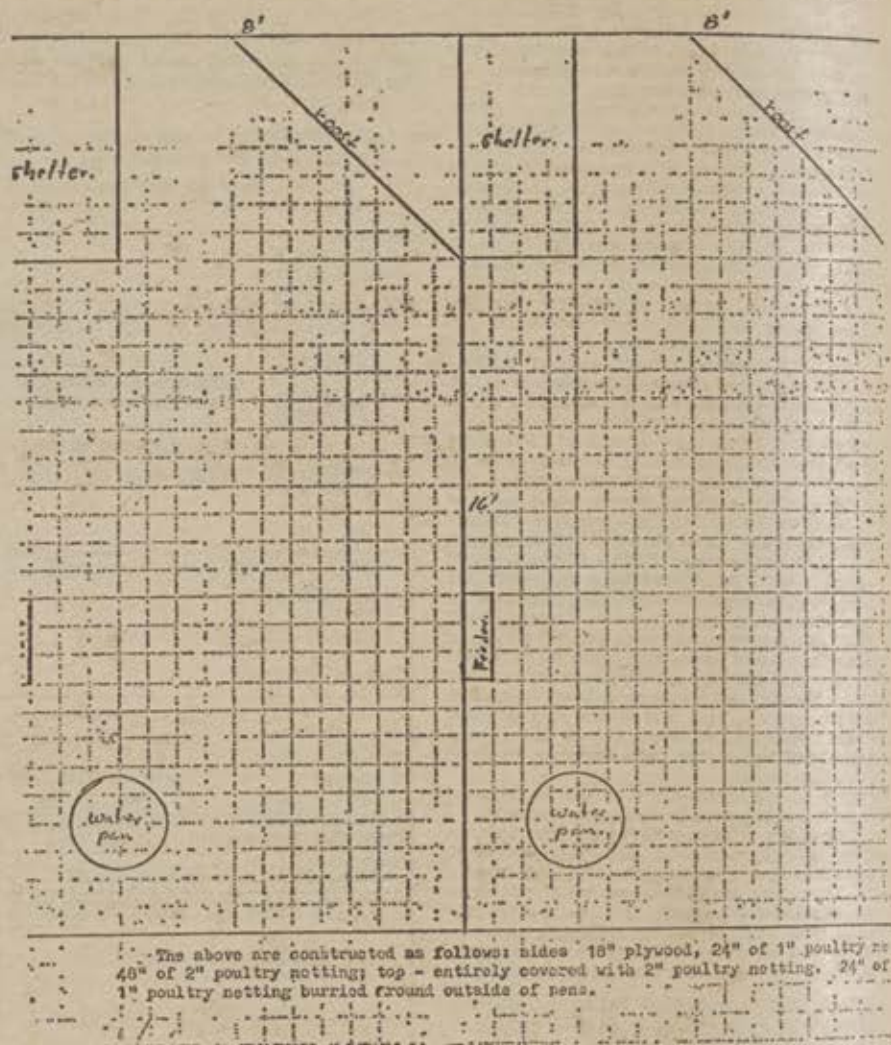 8' 8'
roost roost
shelter. shelter.
16'
Feeder.
water water
pan pan
The above are constructed as follows: sides 18" plywood, 24" of 1" poultry
48" of 2" poultry netting; top - entirely covered with 2" poultry netting. 24" of
1" poultry netting burried around outside of pens.